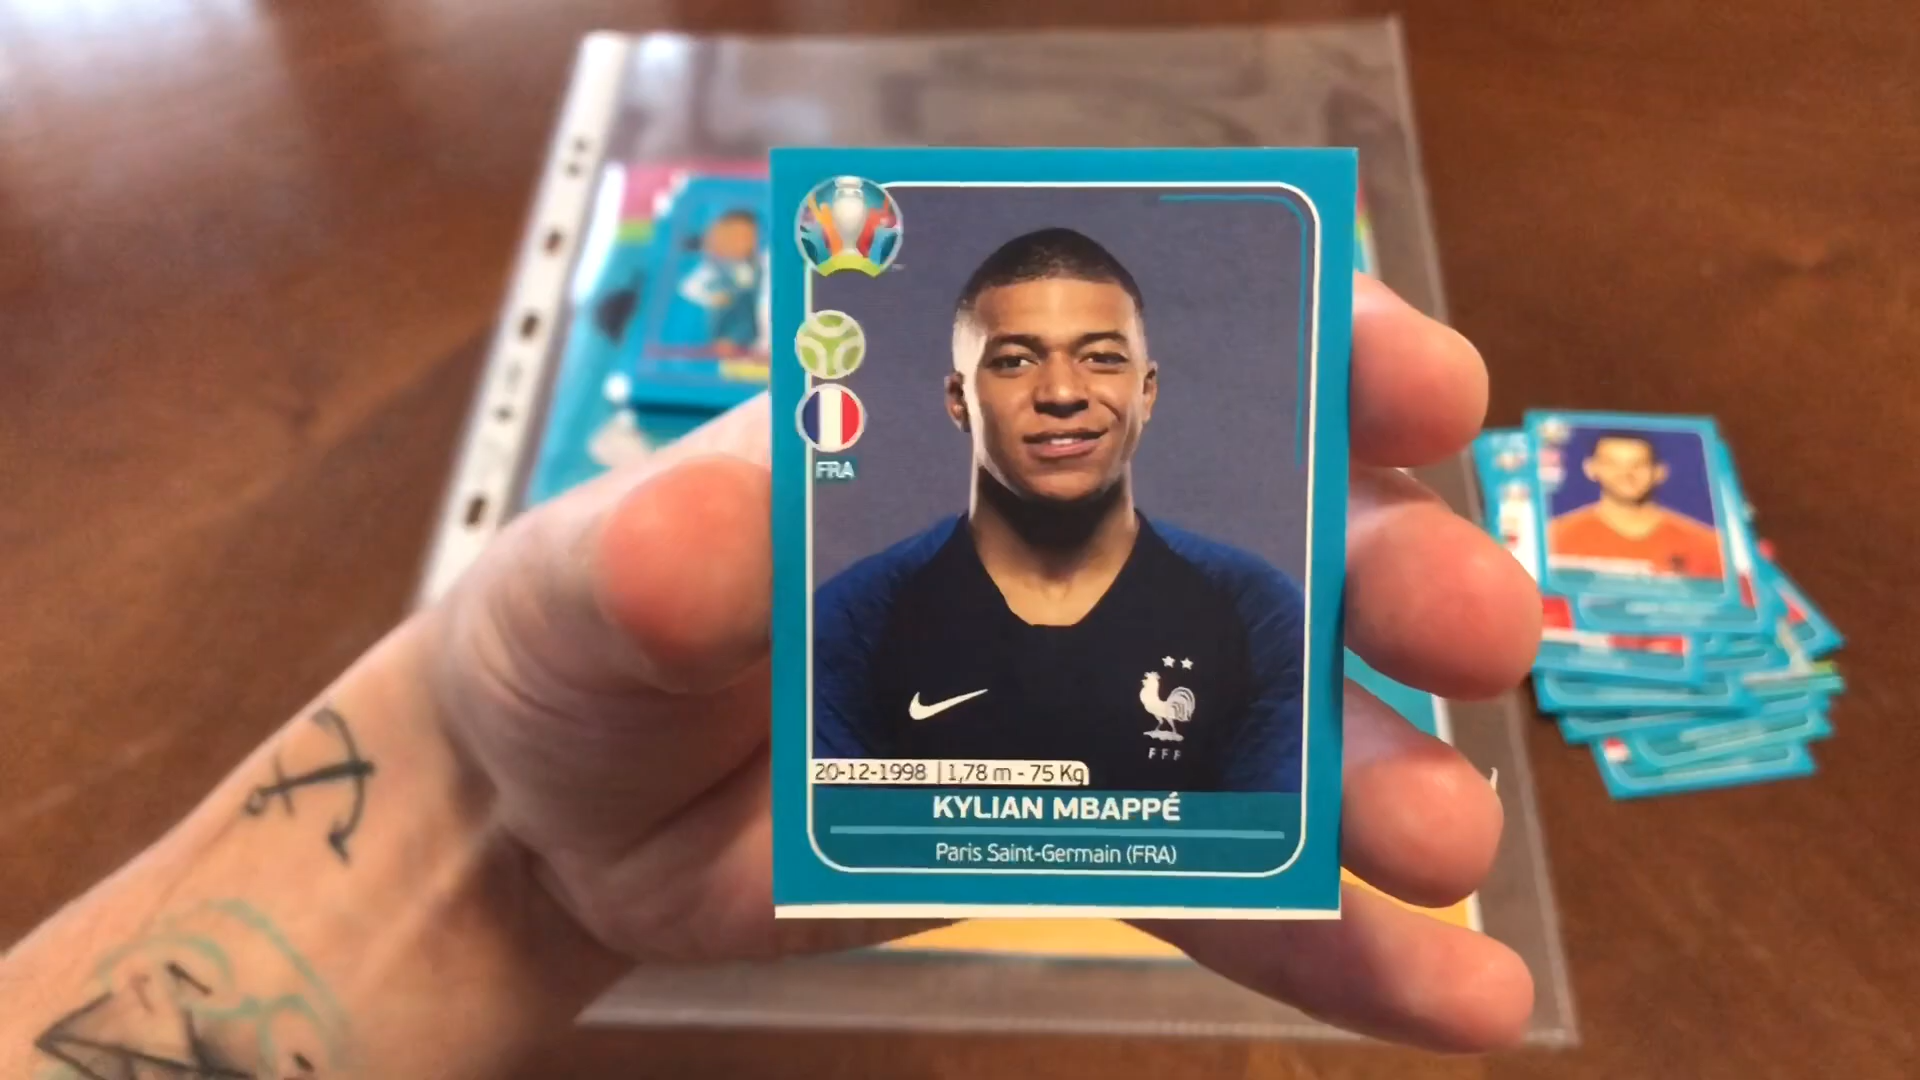 FRA
FFF
20-12-1998 | 1,78 m - 75 Kg
KYLIAN MBAPPÉ
Paris Saint-Germain (FRA)